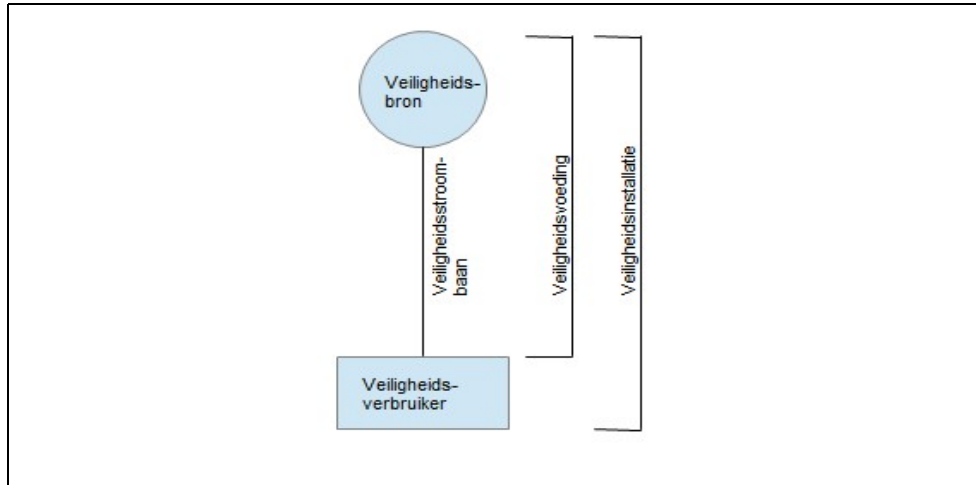 Veiligheids-
bron
Veiligheidsstroom-
baan
Veiligheidsvoeding
Veiligheidsinstallatie
Veiligheids-
verbruiker